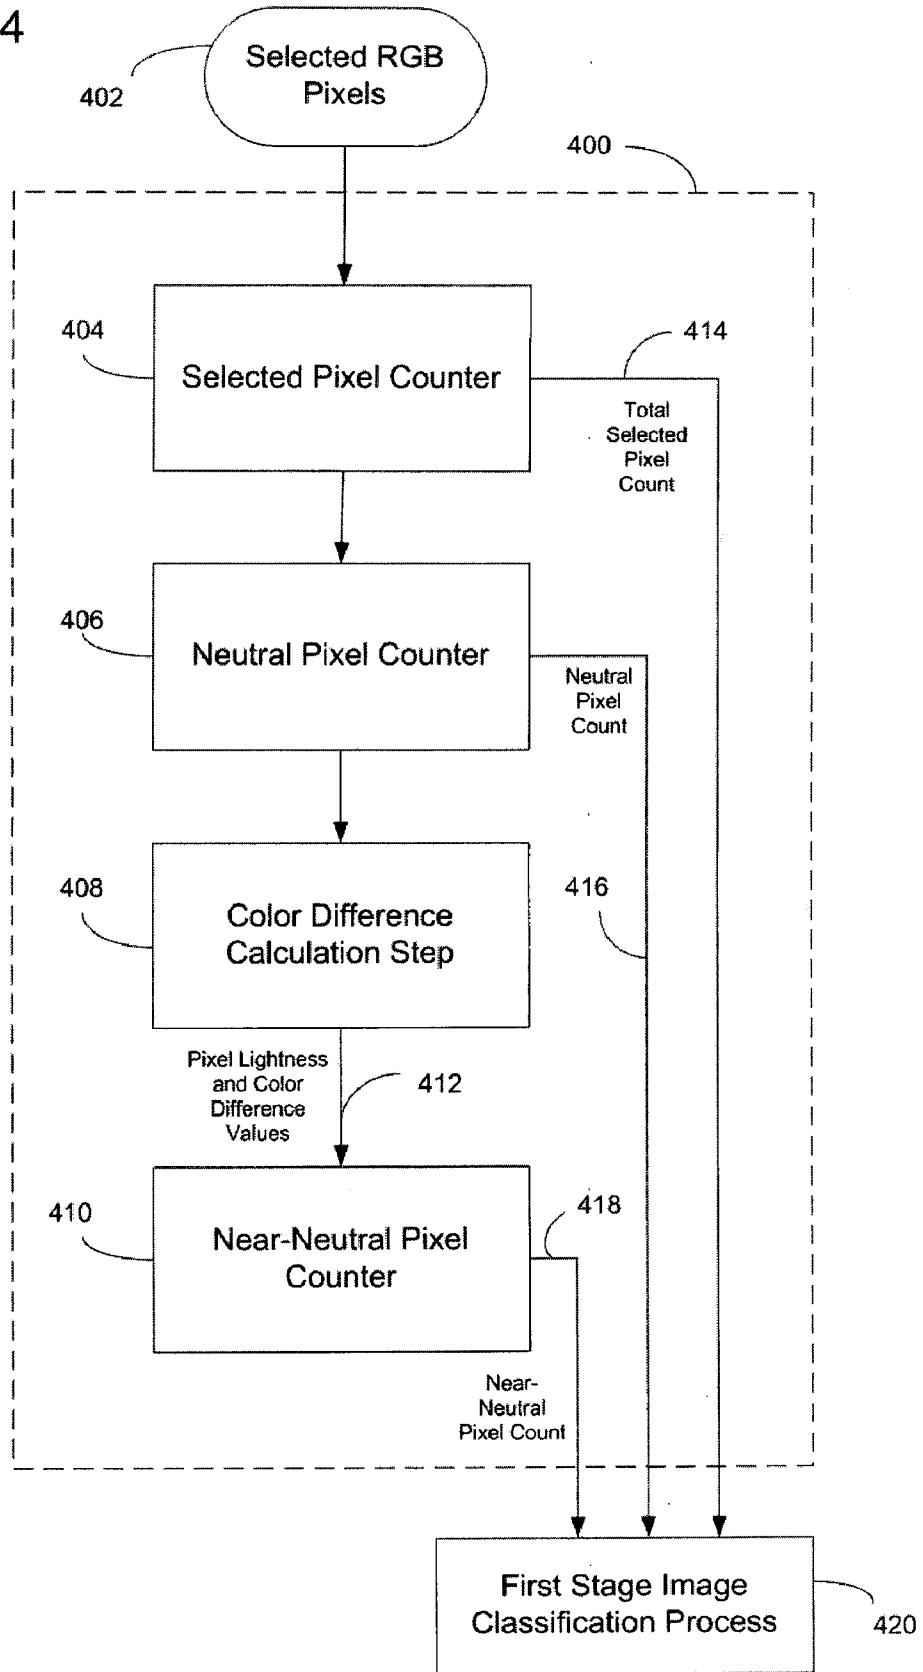 4
Selected RGB
Pixels
402
400
404
Selected Pixel Counter
414
Total
Selected
Pixel
Count
406
Neutral Pixel Counter
Neutral
Pixel
Count
408
Color Difference
Calculation Step
416
Pixel Lightness
and Color
Difference
Values
412
410
Near-Neutral Pixel
Counter
418
Near-
Neutral
Pixel Count
First Stage Image
Classification Process
420